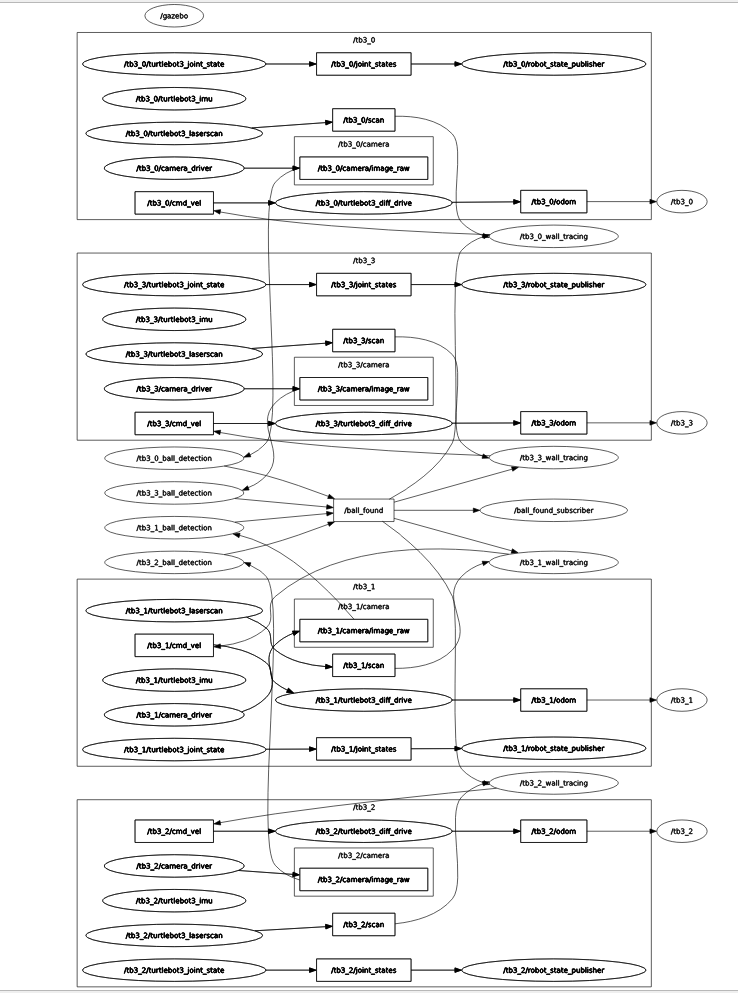 /gazebo
/tb3_0
/tb3_0/turtlebot3_joint_state
/tb3_0/joint_states
/tb3_0/robot_state_publisher
/tb3_0/turtlebot3_imu
/tb3_0/scan
/tb3_0/turtlebot3_laserscan
/tb3_0/camera
/tb3_0/camera_driver
/tb3_0/camera/image_raw
/tb3_0/cmd_vel
/tb3_0/turtlebot3_diff_drive
/tb3_0/odom
/tb3_0
/tb3_0_wall_tracing
/tb3_3
/tb3_3/turtlebot3_joint_state
/tb3_3/joint_states
/tb3_3/robot_state_publisher
/tb3_3/turtlebot3_imu
/tb3_3/scan
/tb3_3/turtlebot3_laserscan
/tb3_3/camera
/tb3_3/camera_driver
/tb3_3/camera/image_raw
/tb3_3/cmd_vel
/tb3_3/turtlebot3_diff_drive
/tb3_3/odom
/tb3_3
/tb3_0_ball_detection
/tb3_3_wall_tracing
/tb3_3_ball_detection
/ball_found
/ball_found_subscriber
/tb3_1_ball_detection
/tb3_2_ball_detection
/tb3_1_wall_tracing
/tb3_1
/tb3_1/turtlebot3_laserscan
/tb3_1/camera
/tb3_1/camera/image_raw
/tb3_1/cmd_vel
/tb3_1/scan
/tb3_1/turtlebot3_imu
/tb3_1/turtlebot3_diff_drive
/tb3_1/odom
/tb3_1
/tb3_1/camera_driver
/tb3_1/turtlebot3_joint_state
/tb3_1/joint_states
/tb3_1/robot_state_publisher
/tb3_2_wall_tracing
/tb3_2
/tb3_2/cmd_vel
/tb3_2/turtlebot3_diff_drive
/tb3_2/odom
/tb3_2
/tb3_2/camera
/tb3_2/camera_driver
/tb3_2/camera/image_raw
/tb3_2/turtlebot3_imu
/tb3_2/scan
/tb3_2/turtlebot3_laserscan
/tb3_2/turtlebot3_joint_state
/tb3_2/joint_states
/tb3_2/robot_state_publisher